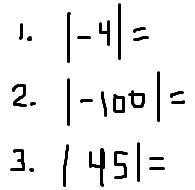 1. |-4|=
2. |-100|=
3. | 45|=